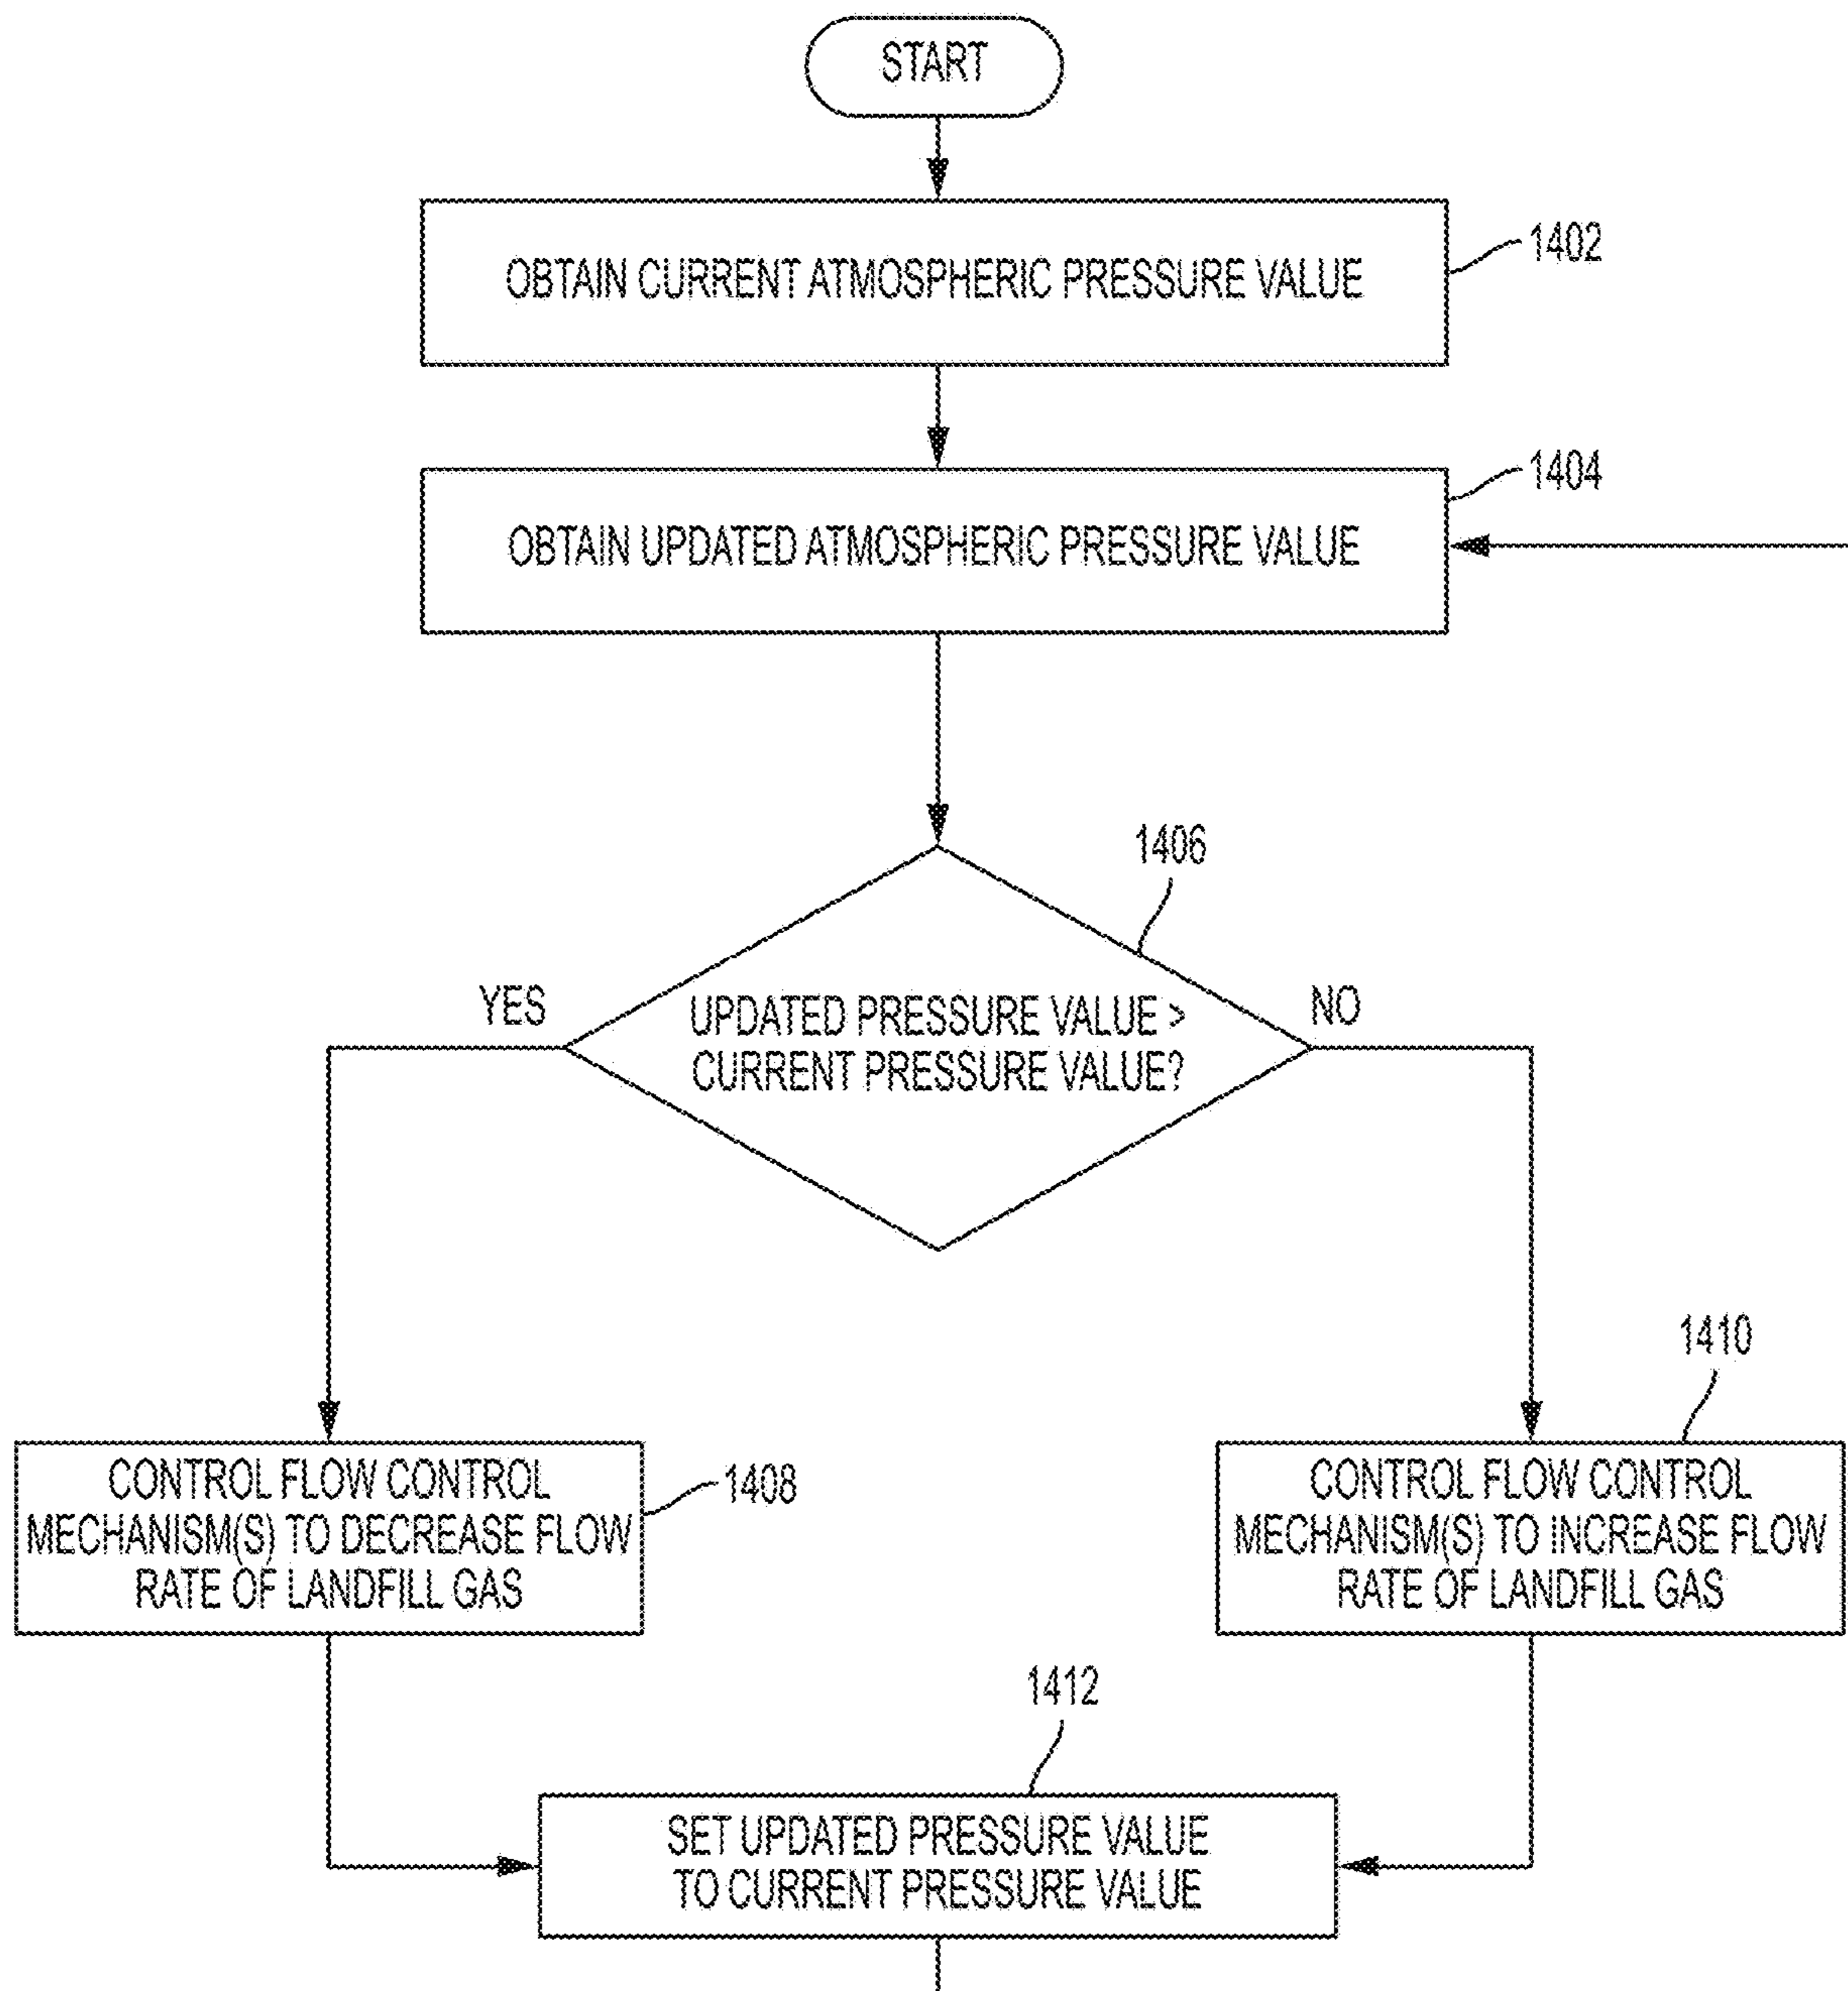 START
OBTAIN CURRENT ATMOSPHERIC PRESSURE VALUE
1402
1404
OBTAIN UPDATED ATMOSPHERIC PRESSURE VALUE
1406
YES
UPDATED PRESSURE VALUE >
CURRENT PRESSURE VALUE?
NO
CONTROL FLOW CONTROL
MECHANISM(S) TO DECREASE FLOW
RATE OF LANDFILL GAS
1408
1410
CONTROL FLOW CONTROL
MECHANISM(S) TO INCREASE FLOW
RATE OF LANDFILL GAS
1412
SET UPDATED PRESSURE VALUE
TO CURRENT PRESSURE VALUE